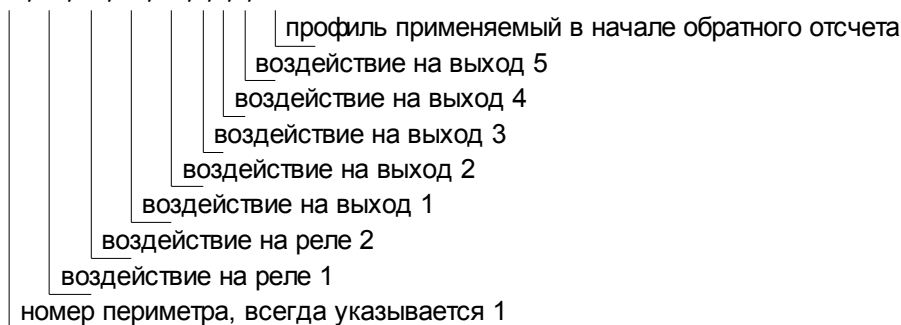 профиль применяемый в начале обратного отсчета
воздействие на выход 5
воздействие на выход 4
воздействие на выход 3
воздействие на выход 2
воздействие на выход 1
воздействие на реле 2
воздействие на реле 1
номер периметра, всегда указывается 1